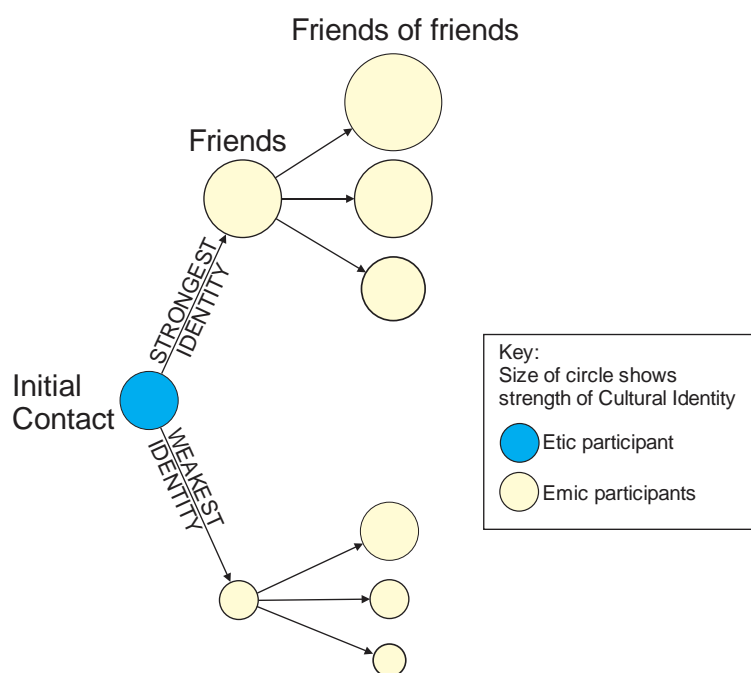 Friends of friends
Friends
STRONGEST
IDENTITY
Initial
Contact
WEAKEST
IDENTITY
Key:
Size of circle shows
strength of Cultural Identity
Etic participant
Emic participants